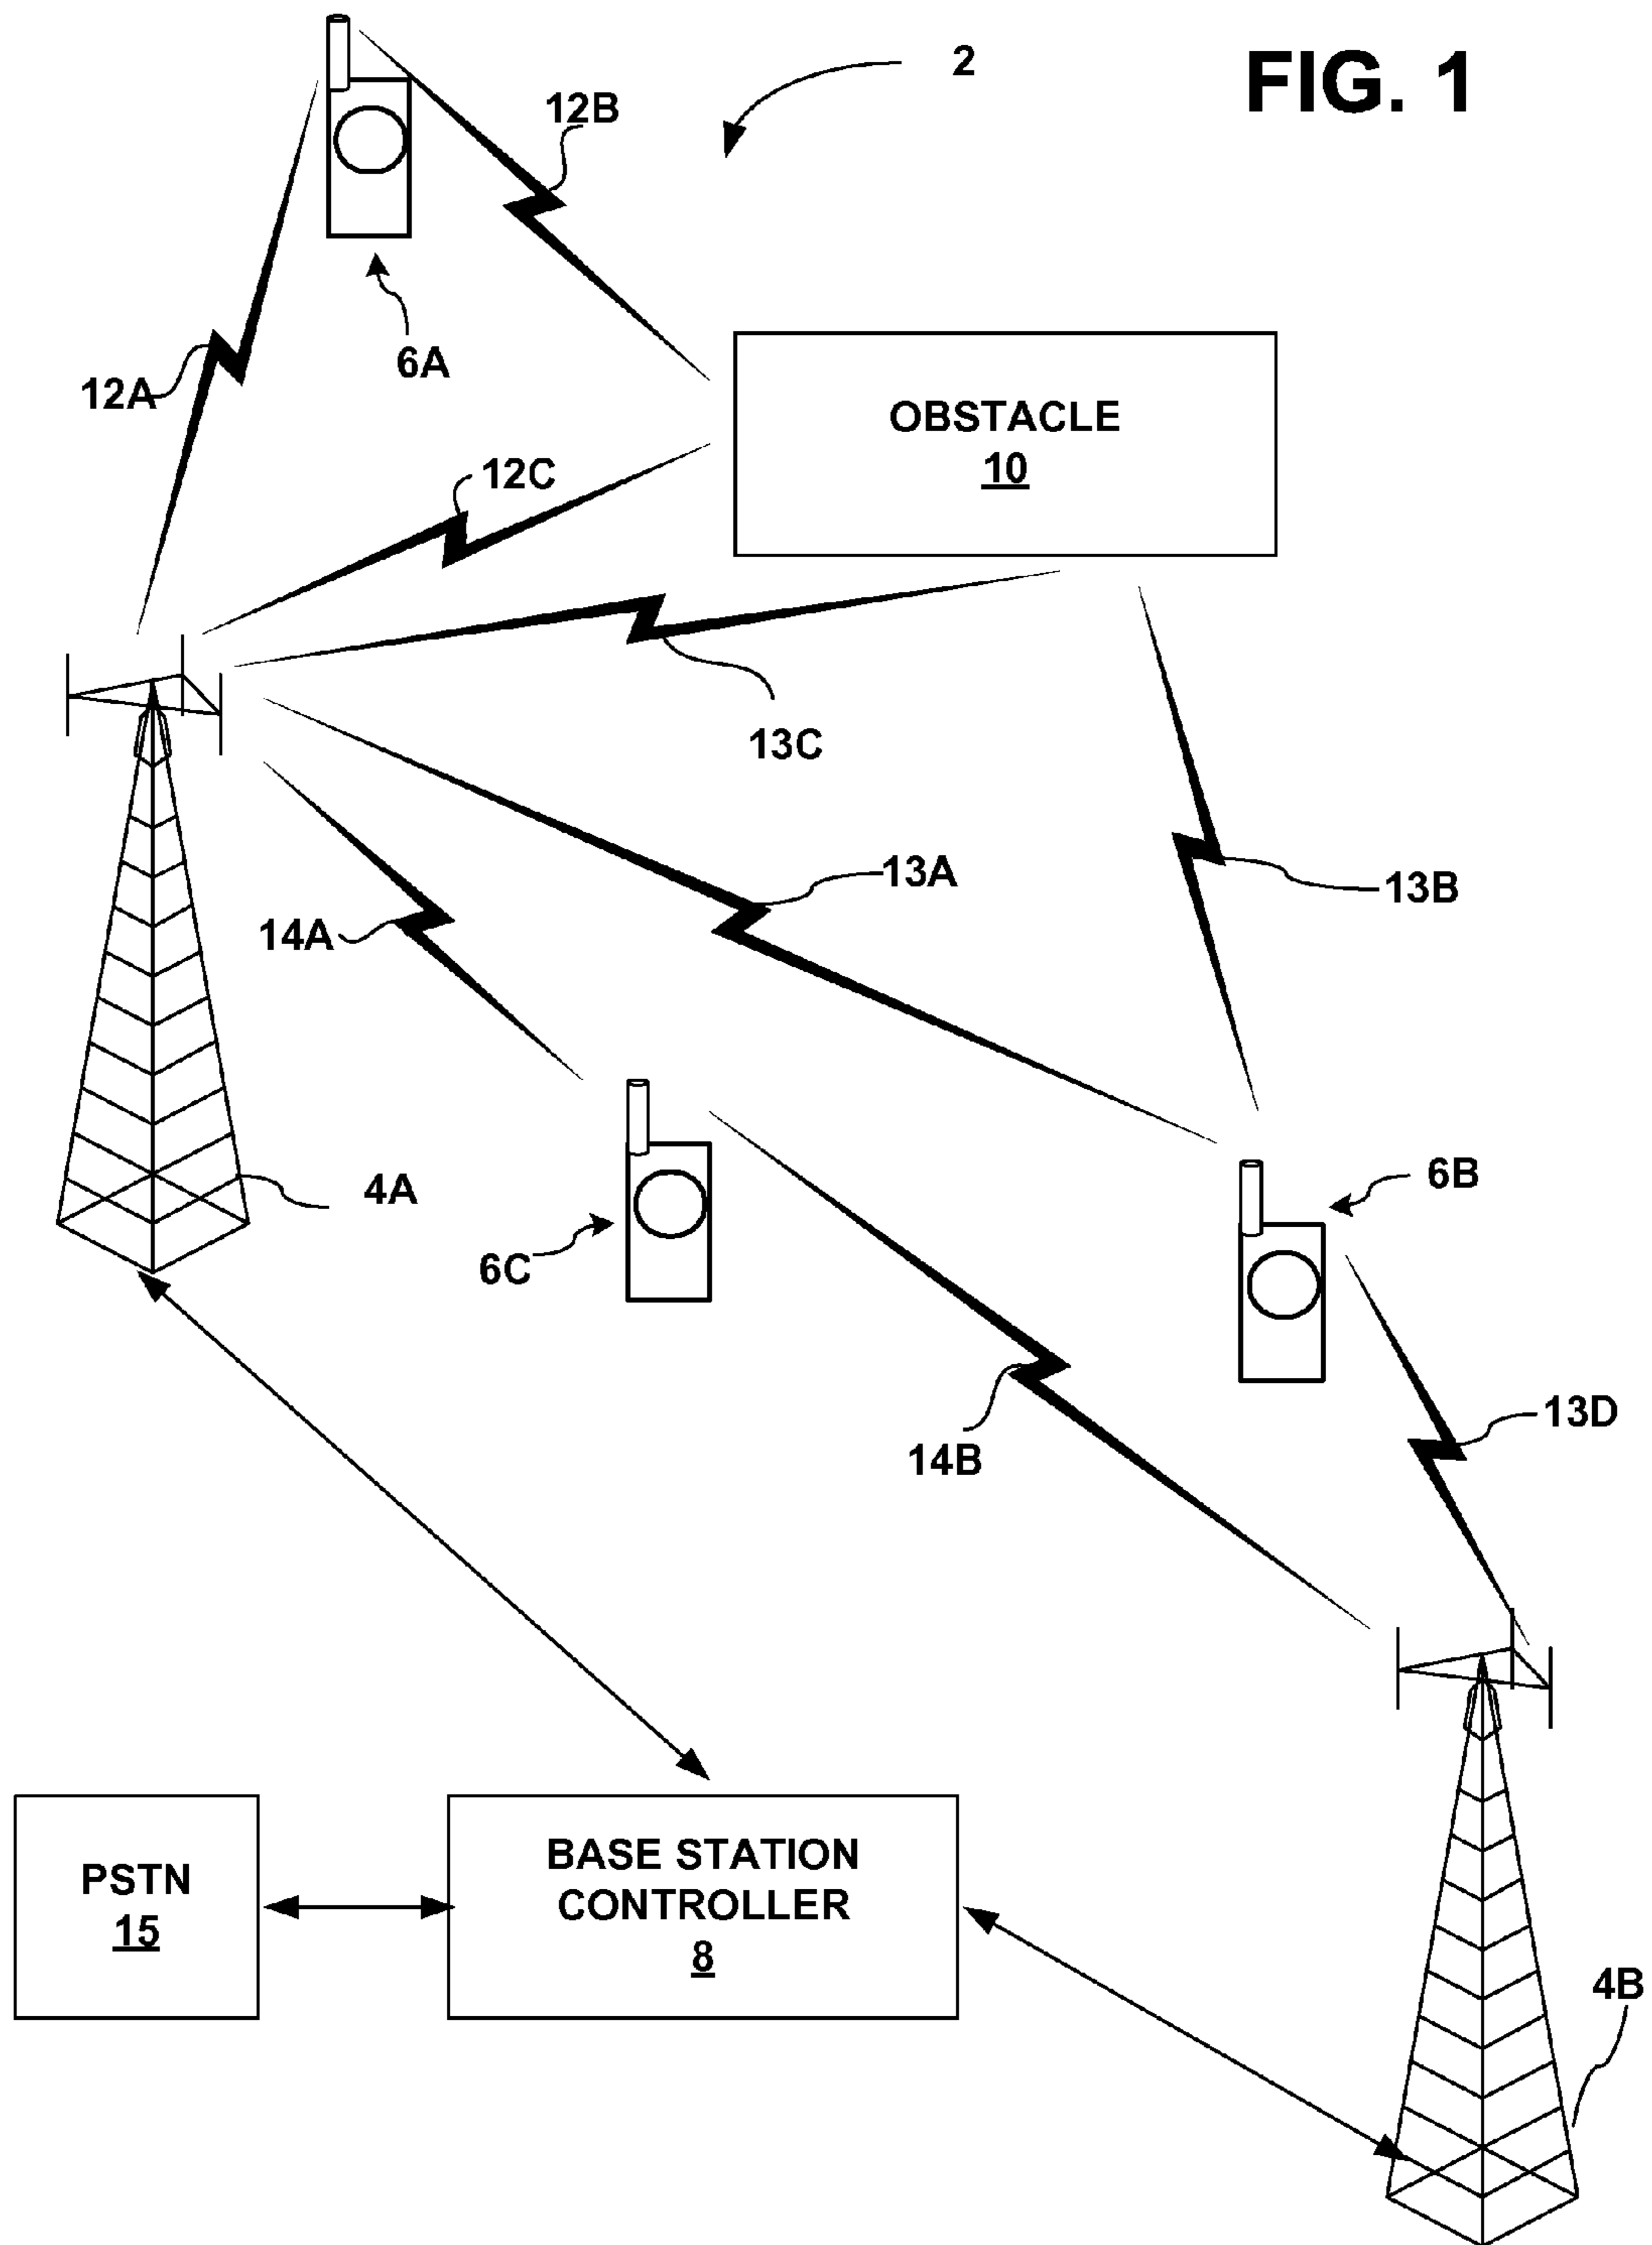 FIG. 1
2
12B
6A
12A
OBSTACLE
10
12C
13C
13A
13B
14A
6B
4A
6C
13D
14B
BASE STATION
CONTROLLER
8
PSTN
15
4B